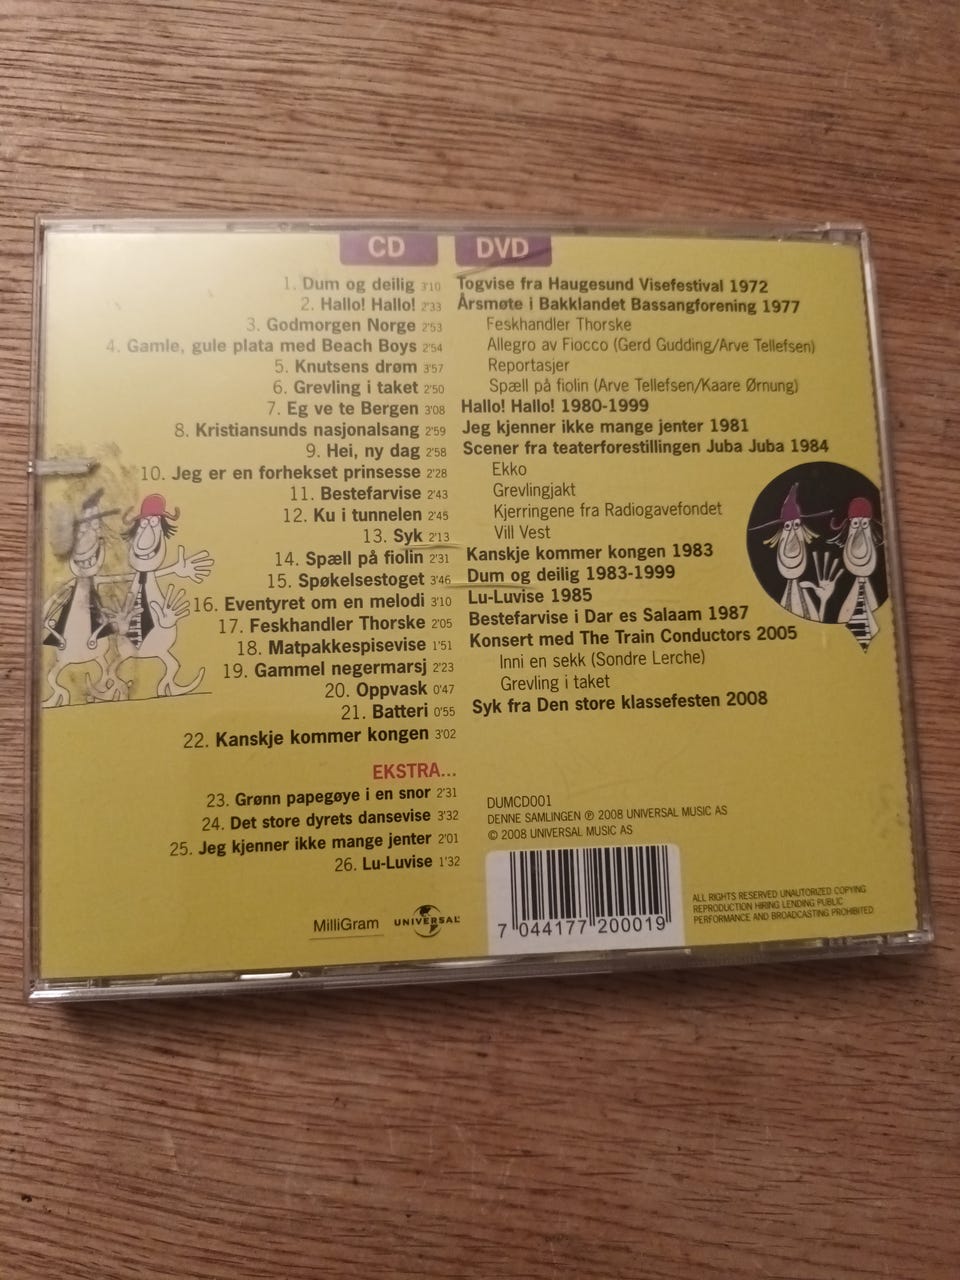 CD
1. Dum og deilig 3'10
2. Hallo! Hallo! 2'33
3. Godmorgen Norge 2'53
4. Gamle, gule plata med Beach Boys 2'54
5. Knutsens drøm 3'57
6. Grevling i taket 2'50
7. Eg ve te Bergen 3'08
8. Kristiansunds nasjonalsang 2'59
9. Hei, ny dag 2'58
10. Jeg er en forhekset prinsesse 2'28
11. Bestefarvise 2'43
12. Ku i tunnelen 2'45
13. Syk 2'13
14. Spæll på fiolin 2'31
15. Spøkelsestoget 3'46
16. Eventyret om en melodi 3'10
17. Feskhandler Thorske 2'05
18. Matpakkespisevise 1'51
19. Gammel negermarsj 2'23
20. Oppvask 0'47
21. Batteri 0'55
22. Kanskje kommer kongen 3'02
EKSTRA...
23. Grønn papegøye i en snor 2'31
24. Det store dyrets dansevise 3'32
25. Jeg kjenner ikke mange jenter 2'01
26. Lu-Luvise 1'32
MilliGram
UNIVERSAL
DVD
Togvise fra Haugesund Visefestival 1972
Årsmøte i Bakklandet Bassangforening 1977
Feskhandler Thorske
Allegro av Fiocco (Gerd Gudding/Arve Tellefsen)
Reportasjer
Spæll på fiolin (Arve Tellefsen/Kaare Ørnung)
Hallo! Hallo! 1980-1999
Jeg kjenner ikke mange jenter 1981
Scener fra teaterforestillingen Juba Juba 1984
Ekko
Grevlingjakt
Kjerringene fra Radiogavefondet
Vill Vest
Kanskje kommer kongen 1983
Dum og deilig 1983-1999
Lu-Luvise 1985
Bestefarvise i Dar es Salaam 1987
Konsert med The Train Conductors 2005
Inni en sekk (Sondre Lerche)
Grevling i taket
Syk fra Den store klassefesten 2008
DUMCD001
DENNE SAMLINGEN ℗ 2008 UNIVERSAL MUSIC AS
© 2008 UNIVERSAL MUSIC AS
7 044177 200019
ALL RIGHTS RESERVED UNAUTORIZED COPYING
REPRODUCTION HIRING LENDING PUBLIC
PERFORMANCE AND BROADCASTING PROHIBITED